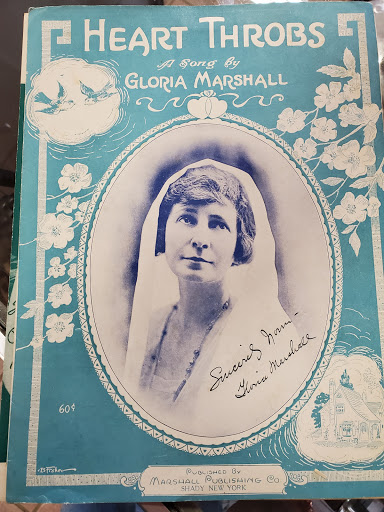 HEART THROBS
A Song by
GLORIA MARSHALL
Sincerely Yours-
Gloria Marshall
60¢
PUBLISHED BY
MARSHALL PUBLISHING CO.
SHADY NEW YORK